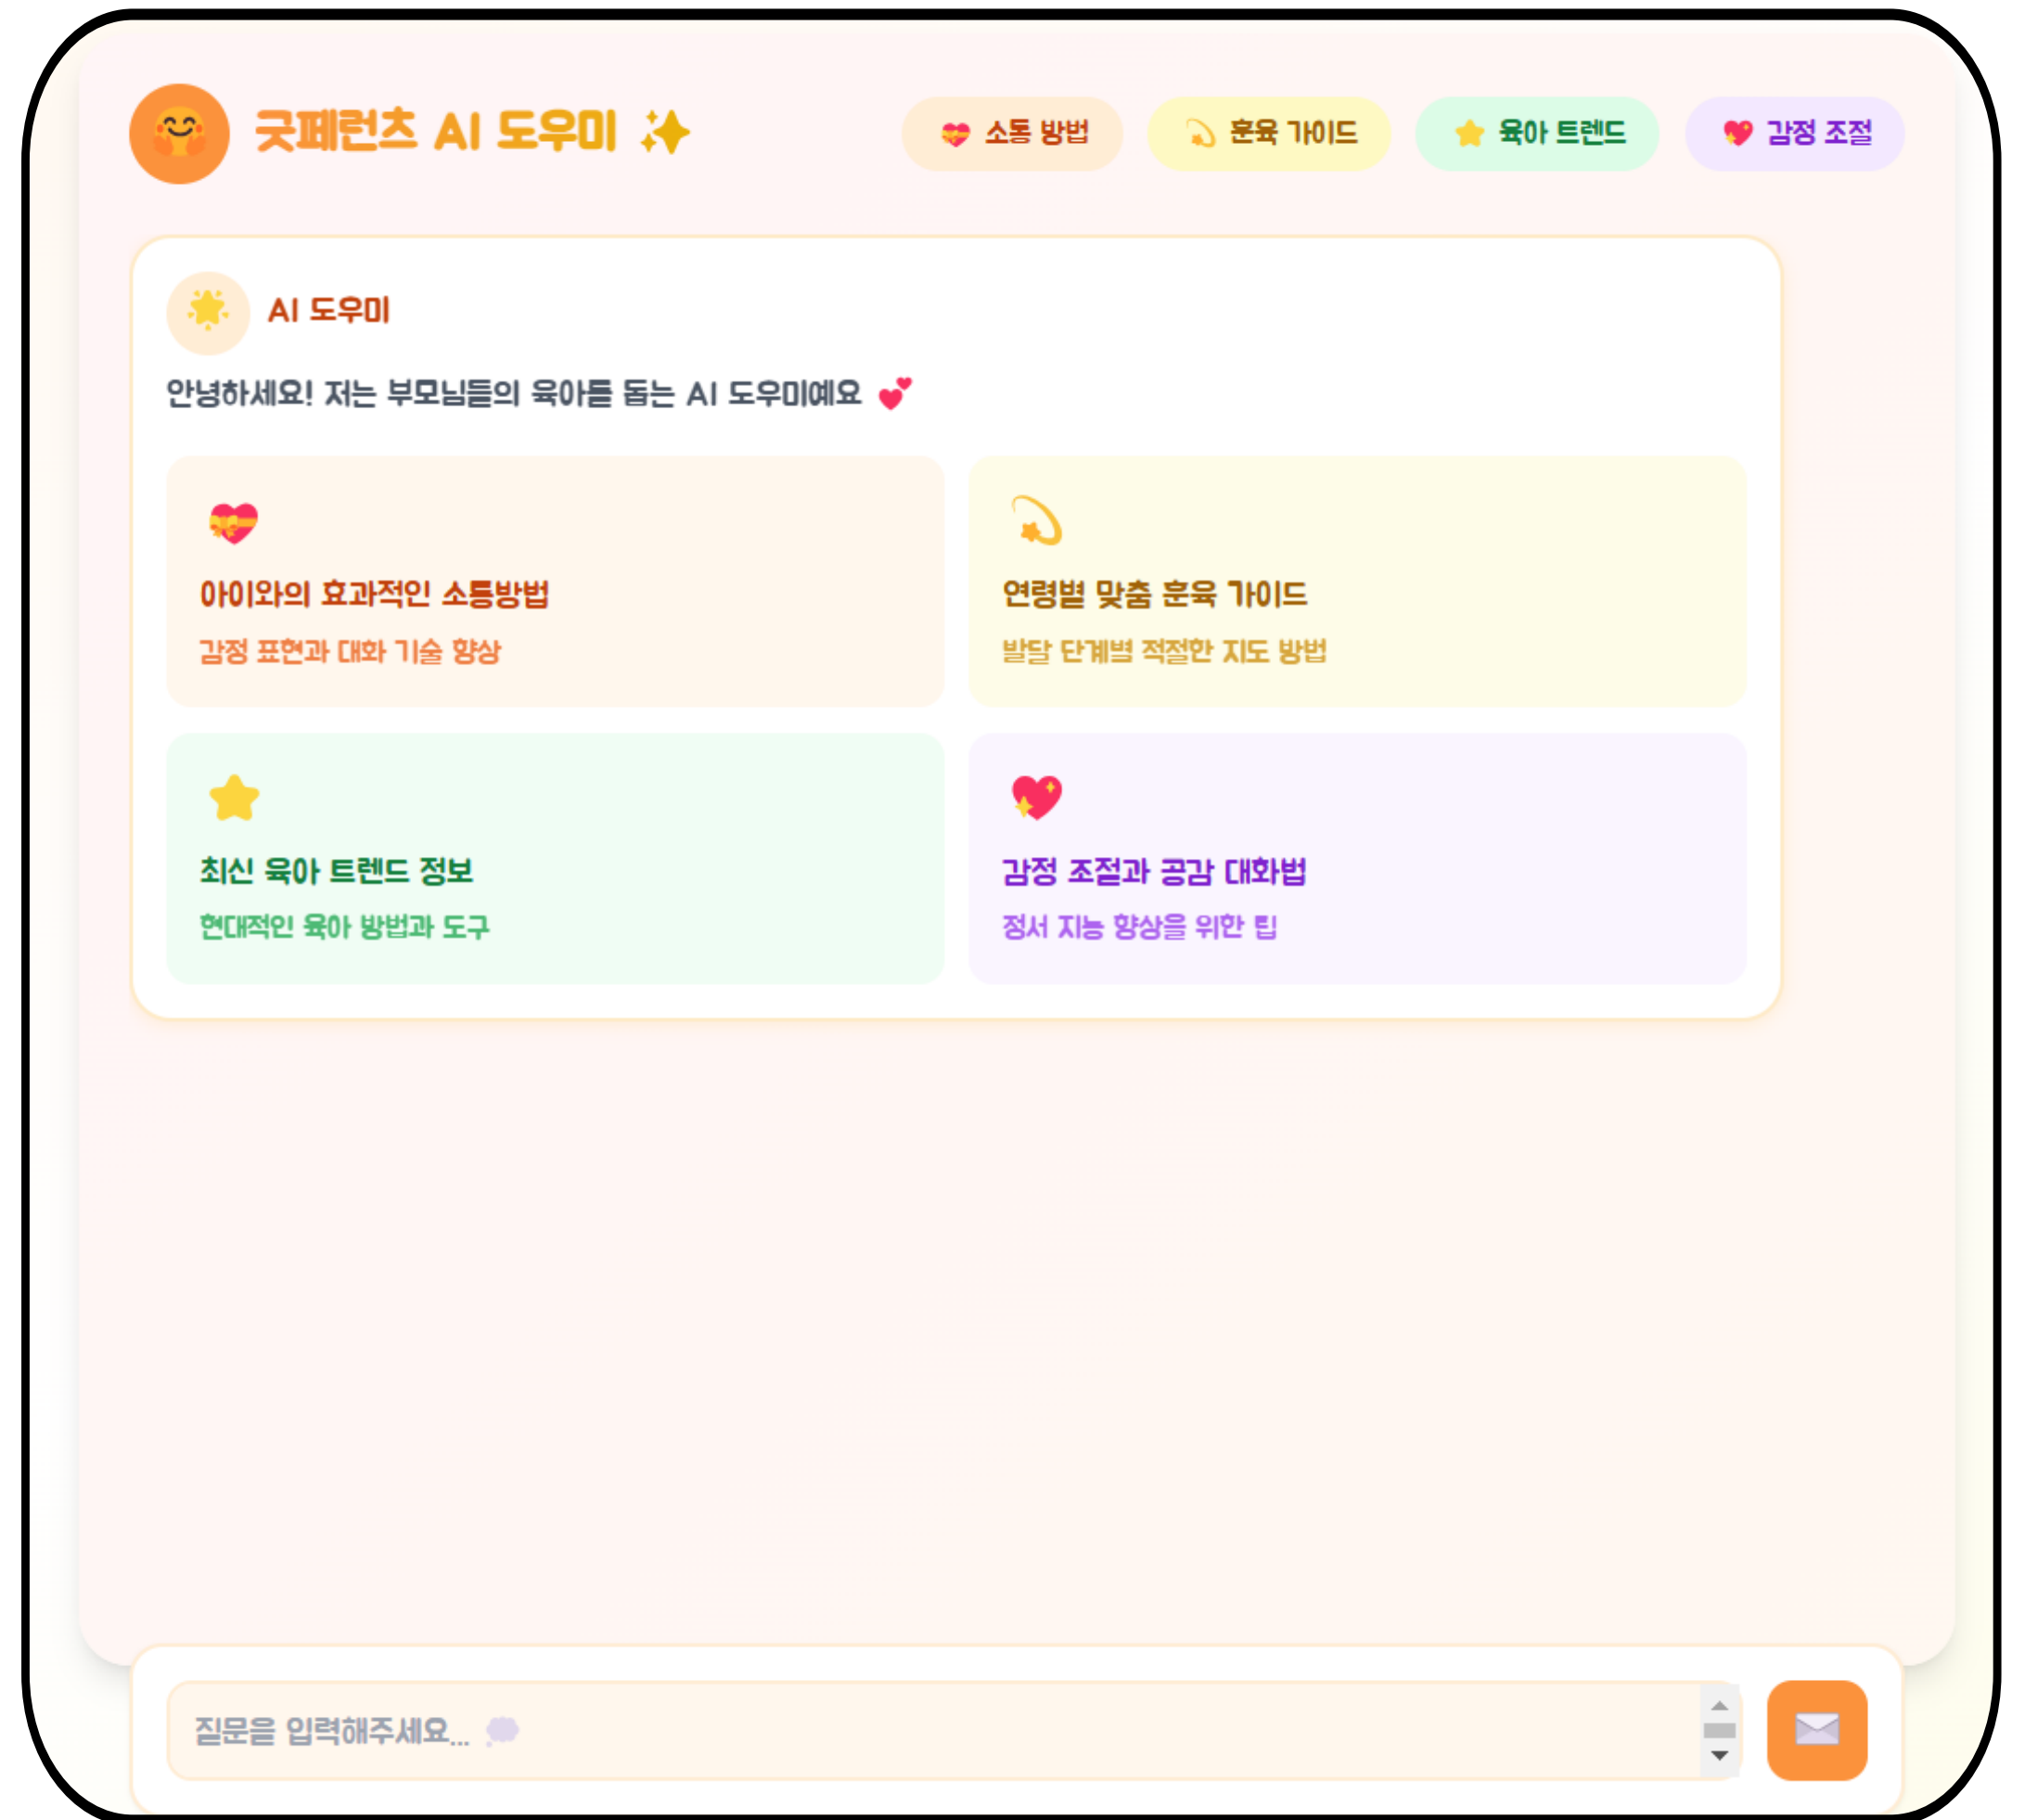 굿페런츠 AI 도우미 ✨
💝 소통 방법
💫 훈육 가이드
⭐ 육아 트렌드
💖 감정 조절
AI 도우미
안녕하세요! 저는 부모님들의 육아를 돕는 AI 도우미예요 💕
아이와의 효과적인 소통방법
감정 표현과 대화 기술 향상
연령별 맞춤 훈육 가이드
발달 단계별 적절한 지도 방법
최신 육아 트렌드 정보
현대적인 육아 방법과 도구
감정 조절과 공감 대화법
정서 지능 향상을 위한 팁
질문을 입력해주세요... 💭